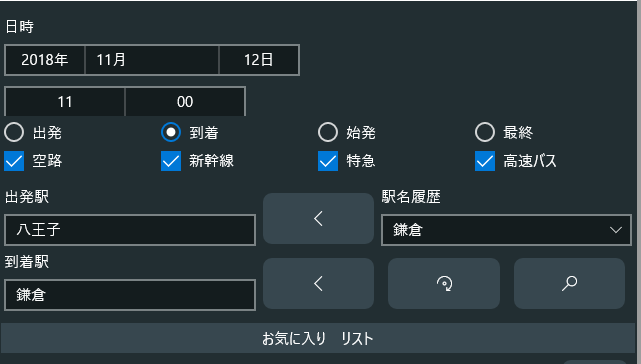 日時
2018年 11月 12日
11 00
出発 到着 始発 最終
空路 新幹線 特急 高速バス
出発駅 駅名履歴
八王子 鎌倉
到着駅
鎌倉
お気に入り　リスト